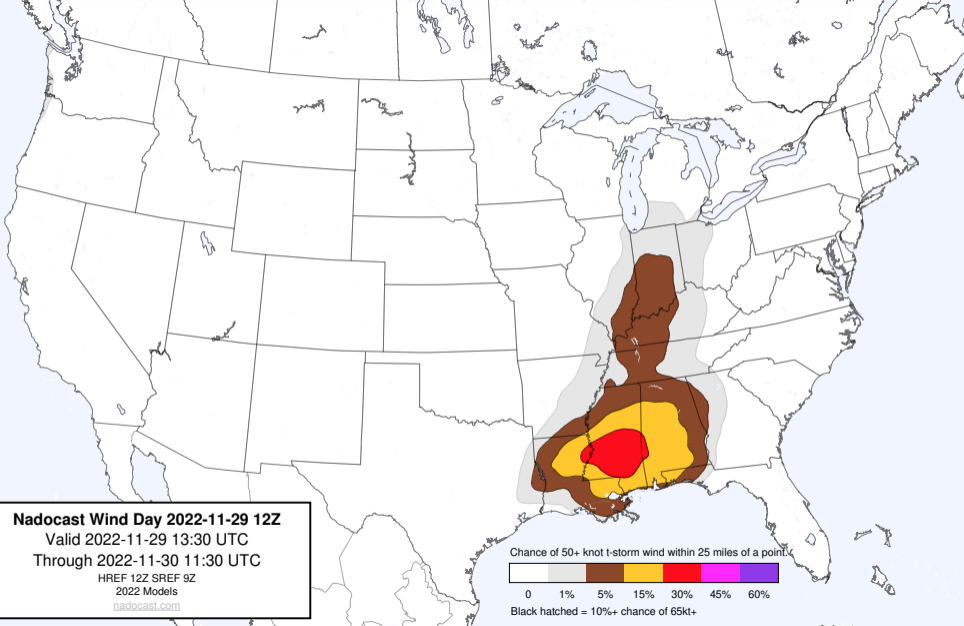 Nadocast Wind Day 2022-11-29 12Z
Valid 2022-11-29 13:30 UTC
Through 2022-11-30 11:30 UTC
HREF 12Z SREF 9Z
2022 Models
nadocast.com
Chance of 50+ knot t-storm wind within 25 miles of a point.
0 1% 5% 15% 30% 45% 60%
Black hatched = 10%+ chance of 65kt+